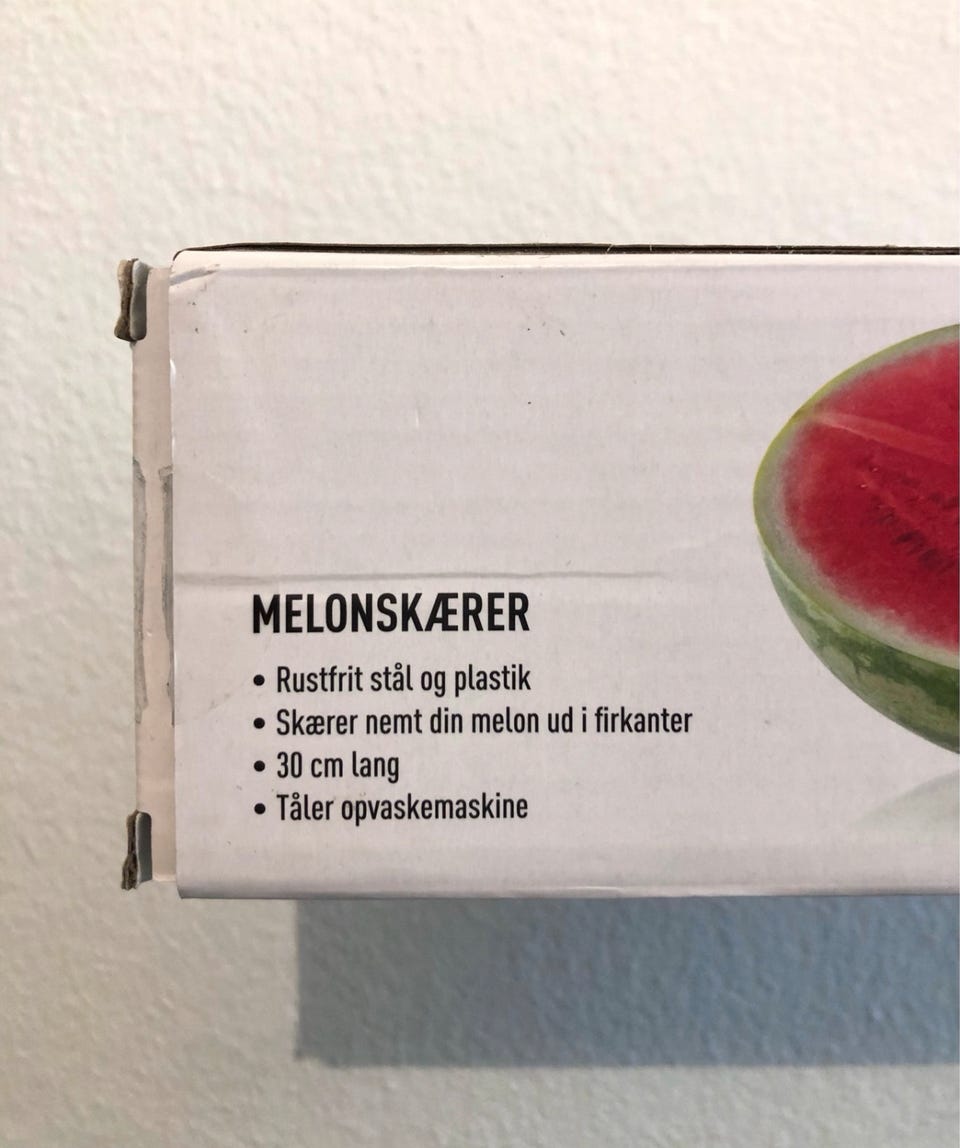 MELONSKÆRER
• Rustfrit stål og plastik
• Skærer nemt din melon ud i firkanter
• 30 cm lang
• Tåler opvaskemaskine